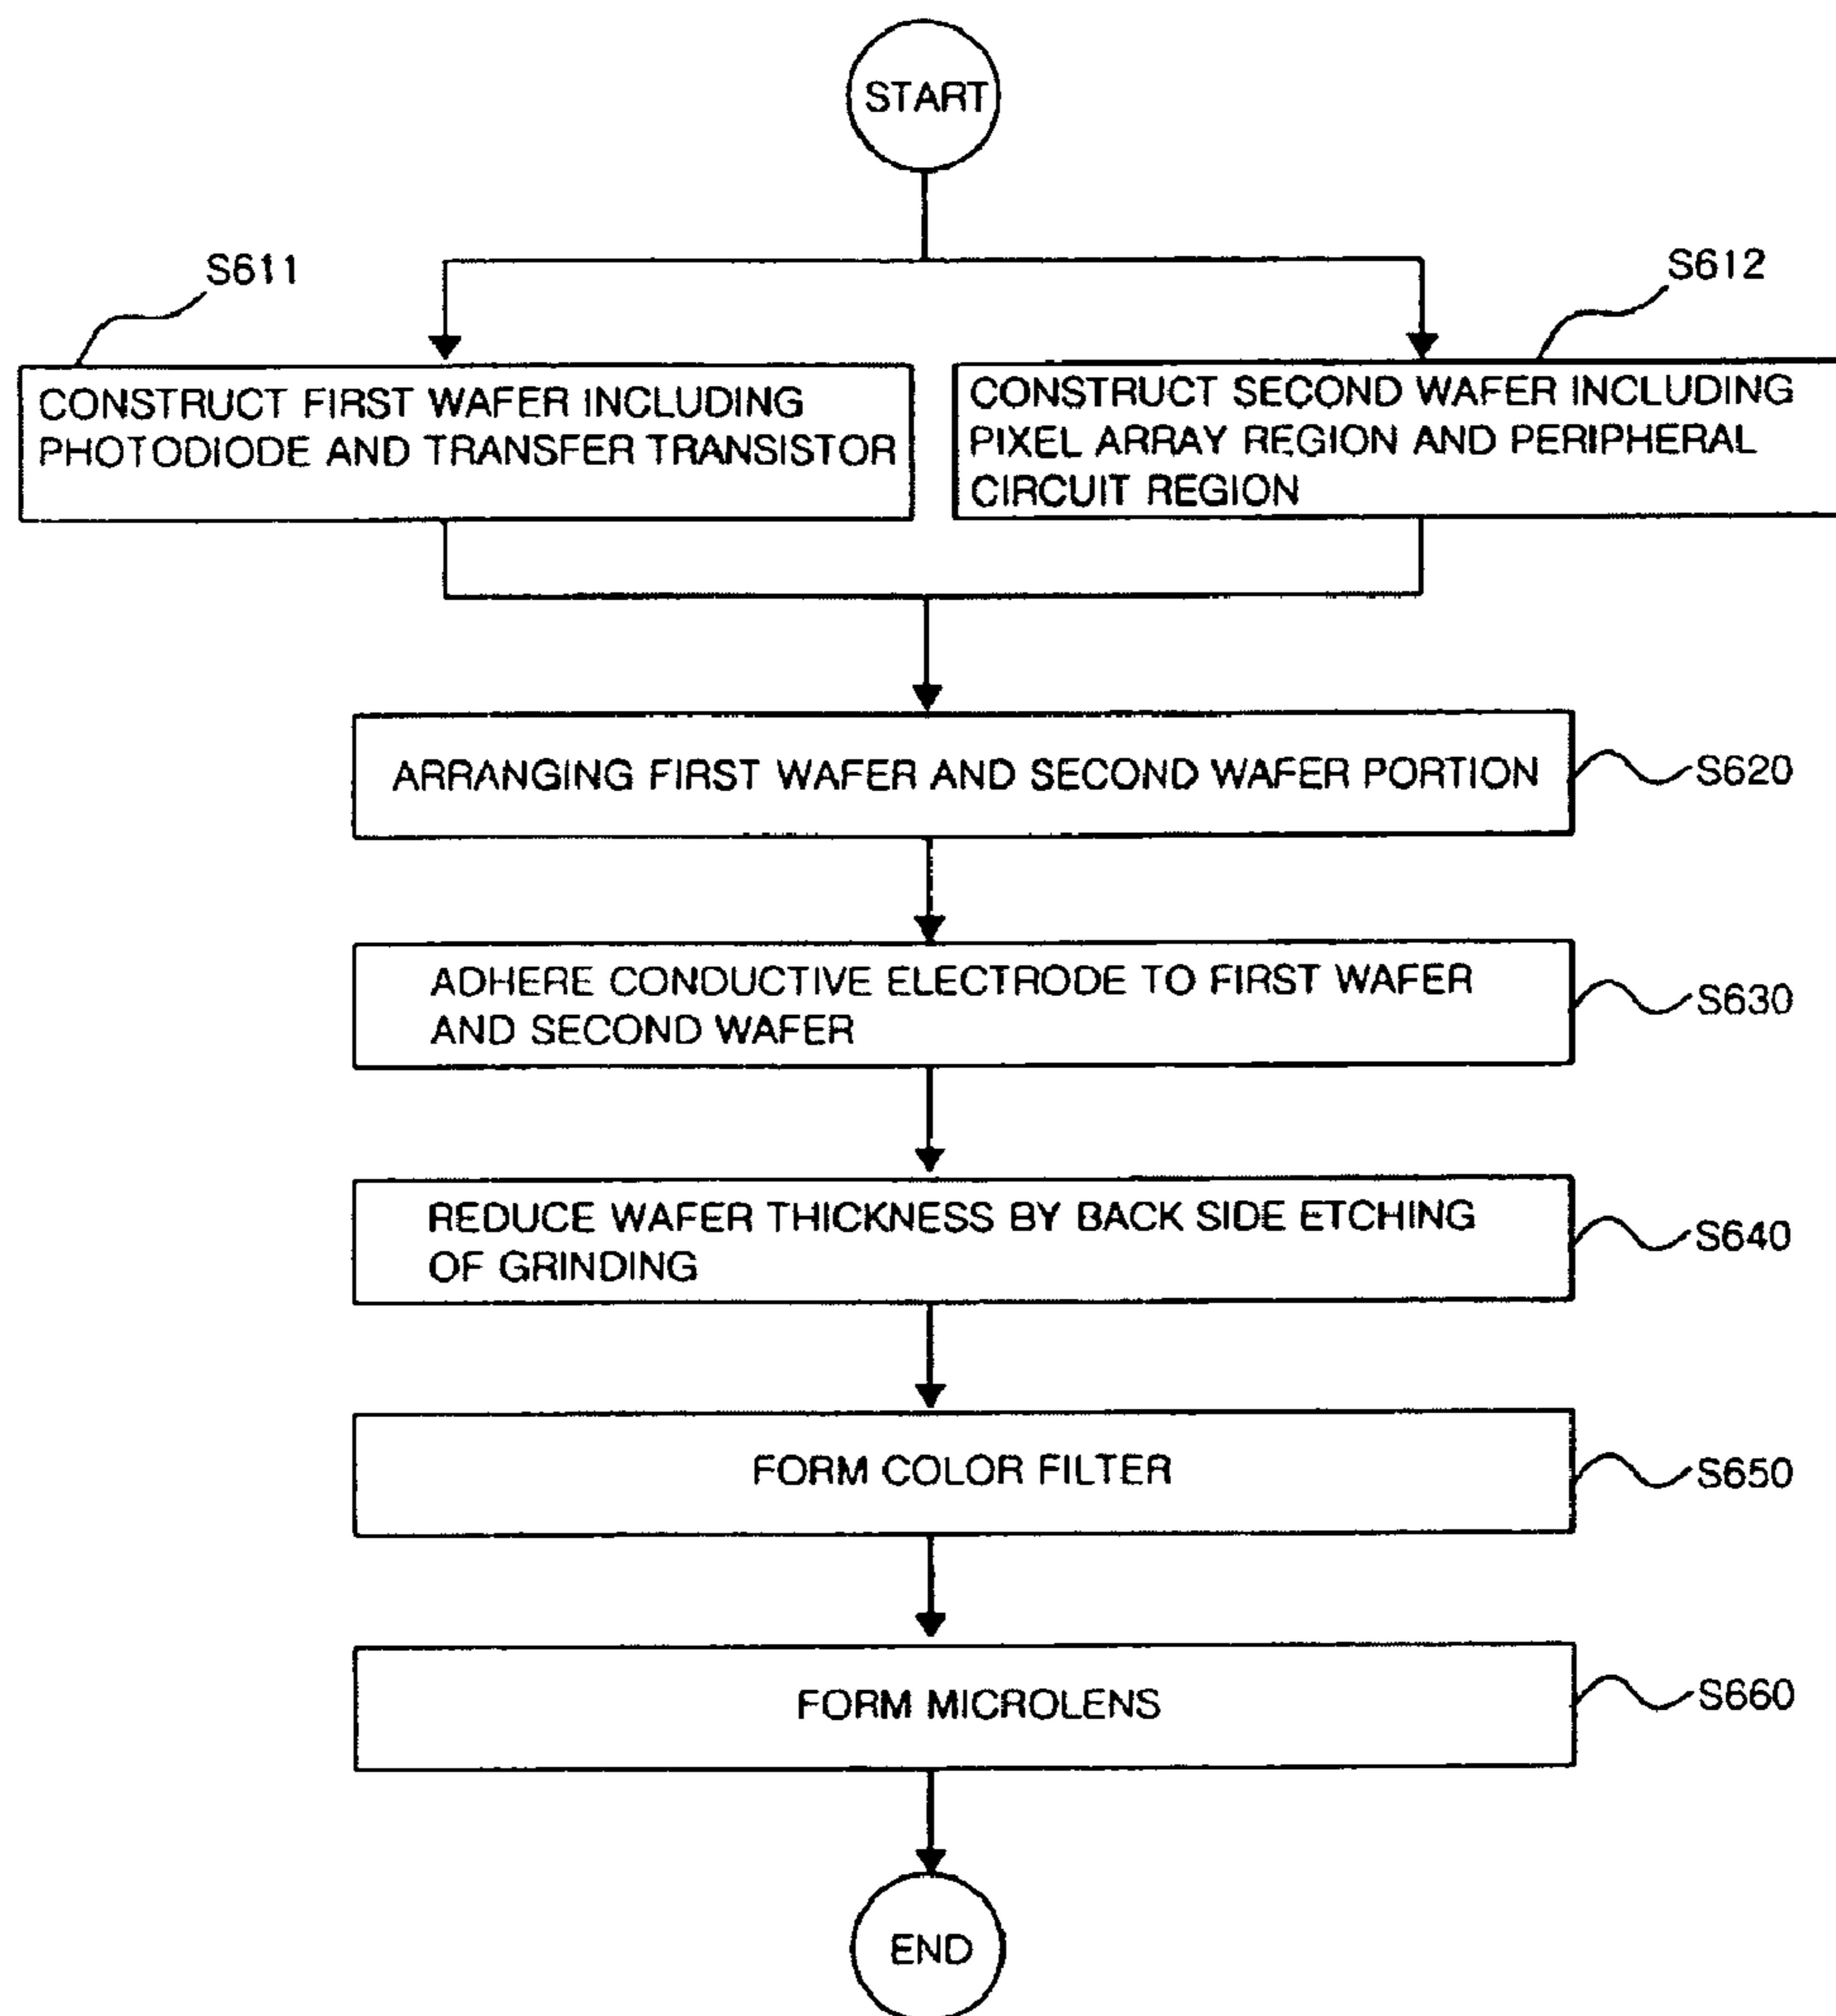 START
S611
S612
CONSTRUCT FIRST WAFER INCLUDING
PHOTODIODE AND TRANSFER TRANSISTOR
CONSTRUCT SECOND WAFER INCLUDING
PIXEL ARRAY REGION AND PERIPHERAL
CIRCUIT REGION
ARRANGING FIRST WAFER AND SECOND WAFER PORTION
S620
ADHERE CONDUCTIVE ELECTRODE TO FIRST WAFER
AND SECOND WAFER
S630
REDUCE WAFER THICKNESS BY BACK SIDE ETCHING
OF GRINDING
S640
FORM COLOR FILTER
S650
FORM MICROLENS
S660
END